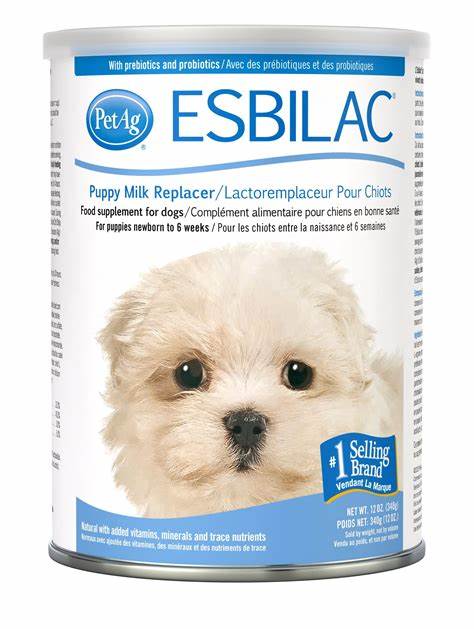 With prebiotics and probiotics/Avec des prébiotiques et des probiotiques
PetAg®
ESBILAC®
Puppy Milk Replacer/Lactoremplaceur Pour Chiots
Food supplement for dogs/Complément alimentaire pour chiens en bonne santé
For puppies newborn to 6 weeks / Pour les chiots entre la naissance et 6 semaines
#1 Selling
Brand
Vendant La Marque
NET WT. 12 OZ. (340g)
POIDS NET: 340g (12 OZ.)
Sold by weight, not by volume
Vendu au poids, et non par volume
Natural with added vitamins, minerals and trace nutrients
Naturel avec ajoutée des vitamines, des minéraux et des nutriments de trace